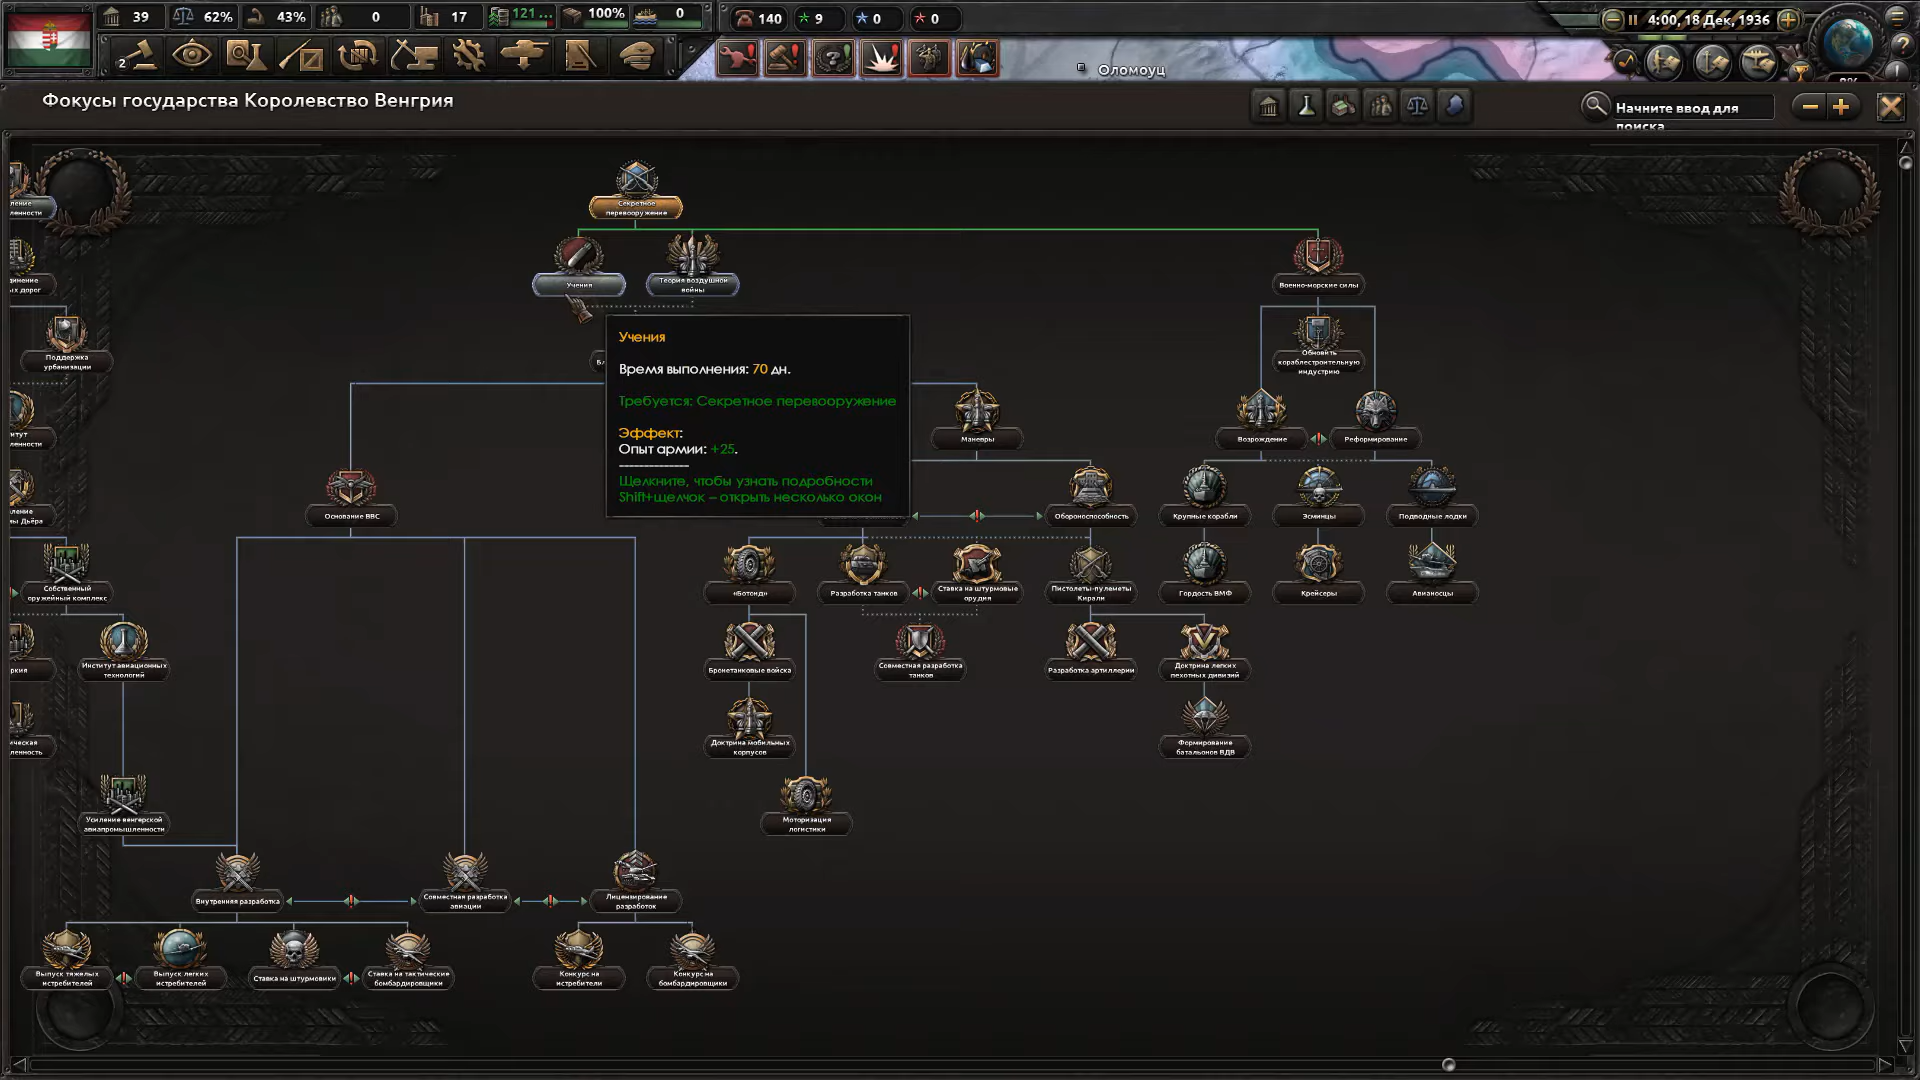 39
62%
43%
0
17
121 ...
100%
0
140
9
0
0
4:00, 18 Дек, 1936
2
Оломоуц
Фокусы государства Королевство Венгрия
Начните ввод для
поиска
Секретное
перевооружение
Учения
Теория воздушной
войны
Военно-морские силы
Учения
Время выполнения: 70 дн.
Требуется: Секретное перевооружение
Эффект:
Опыт армии: +25.
--------------
Щелкните, чтобы узнать подробности
Shift+щелчок – открыть несколько окон
Поддержка
урбанизации
Обновить
кораблестроительную
индустрию
Маневры
Возрождение
Реформирование
Основание ВВС
Обороноспособность
Крупные корабли
Эсминцы
Подводные лодки
Собственный
оружейный комплекс
«Ботонд»
Разработка танков
Ставка на штурмовые
орудия
Пистолеты-пулеметы
Кирали
Гордость ВМФ
Крейсеры
Авианосцы
Институт авиационных
технологий
Бронетанковые войска
Совместная разработка
танков
Разработка артиллерии
Доктрина легких
пехотных дивизий
Доктрина мобильных
корпусов
Формирование
батальонов ВДВ
Усиление венгерской
авиапромышленности
Моторизация
логистики
Внутренняя разработка
Совместная разработка
авиации
Лицензирование
разработок
Выпуск тяжелых
истребителей
Выпуск легких
истребителей
Ставка на штурмовики
Ставка на тактические
бомбардировщики
Конкурс на
истребители
Конкурс на
бомбардировщики